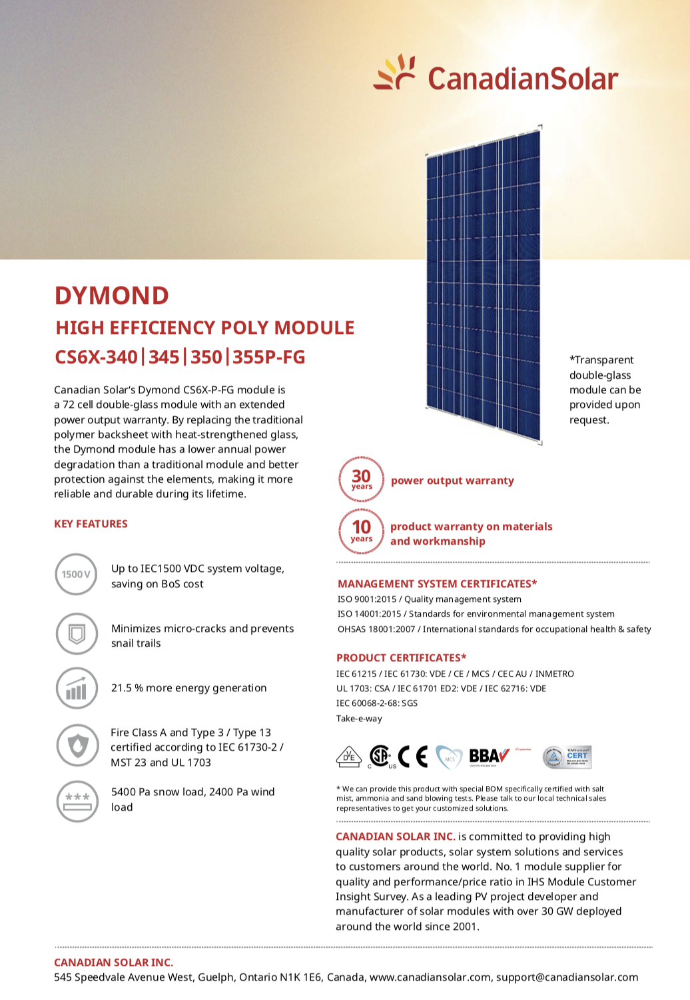 CanadianSolar
DYMOND
HIGH EFFICIENCY POLY MODULE
CS6X-340|345|350|355P-FG
*Transparent
double-glass
module can be
provided upon
request.
Canadian Solar‘s Dymond CS6X-P-FG module is
a 72 cell double-glass module with an extended
power output warranty. By replacing the traditional
polymer backsheet with heat-strengthened glass,
the Dymond module has a lower annual power
degradation than a traditional module and better
protection against the elements, making it more
reliable and durable during its lifetime.
KEY FEATURES
1500 V
Up to IEC1500 VDC system voltage,
saving on BoS cost
Minimizes micro-cracks and prevents
snail trails
21.5 % more energy generation
Fire Class A and Type 3 / Type 13
certified according to IEC 61730-2 /
MST 23 and UL 1703
5400 Pa snow load, 2400 Pa wind
load
30
years
power output warranty
10
years
product warranty on materials
and workmanship
MANAGEMENT SYSTEM CERTIFICATES*
ISO 9001:2015 / Quality management system
ISO 14001:2015 / Standards for environmental management system
OHSAS 18001:2007 / International standards for occupational health & safety
PRODUCT CERTIFICATES*
IEC 61215 / IEC 61730: VDE / CE / MCS / CEC AU / INMETRO
UL 1703: CSA / IEC 61701 ED2: VDE / IEC 62716: VDE
IEC 60068-2-68: SGS
Take-e-way
VDE
C SA US
CE
MCS
BBA
CERT
* We can provide this product with special BOM specifically certified with salt
mist, ammonia and sand blowing tests. Please talk to our local technical sales
representatives to get your customized solutions.
CANADIAN SOLAR INC. is committed to providing high
quality solar products, solar system solutions and services
to customers around the world. No. 1 module supplier for
quality and performance/price ratio in IHS Module Customer
Insight Survey. As a leading PV project developer and
manufacturer of solar modules with over 30 GW deployed
around the world since 2001.
CANADIAN SOLAR INC.
545 Speedvale Avenue West, Guelph, Ontario N1K 1E6, Canada, www.canadiansolar.com, support@canadiansolar.com